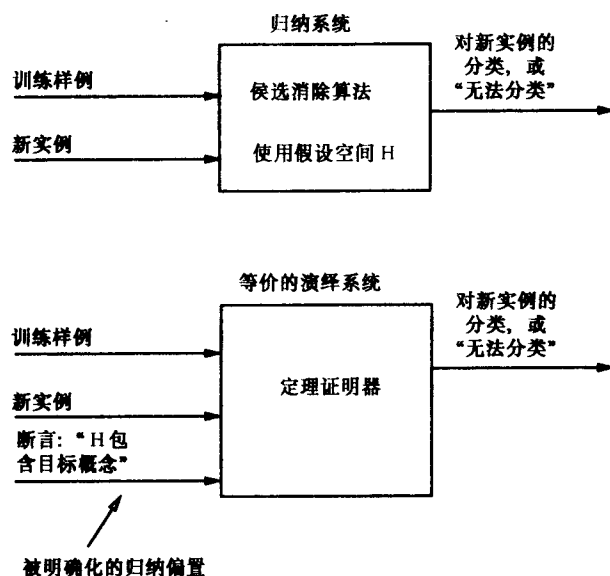 归纳系统
训练样例
新实例
侯选消除算法
使用假设空间 H
对新实例的
分类，或
“无法分类”
等价的演绎系统
训练样例
新实例
断言：“H 包
含目标概念”
定理证明器
对新实例的
分类，或
“无法分类”
被明确化的归纳偏置